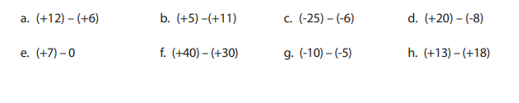 a. (+12) – (+6) b. (+5) –(+11) c. (-25) – (-6) d. (+20) – (-8)
e. (+7) – 0 f. (+40) – (+30) g. (-10) – (-5) h. (+13) – (+18)